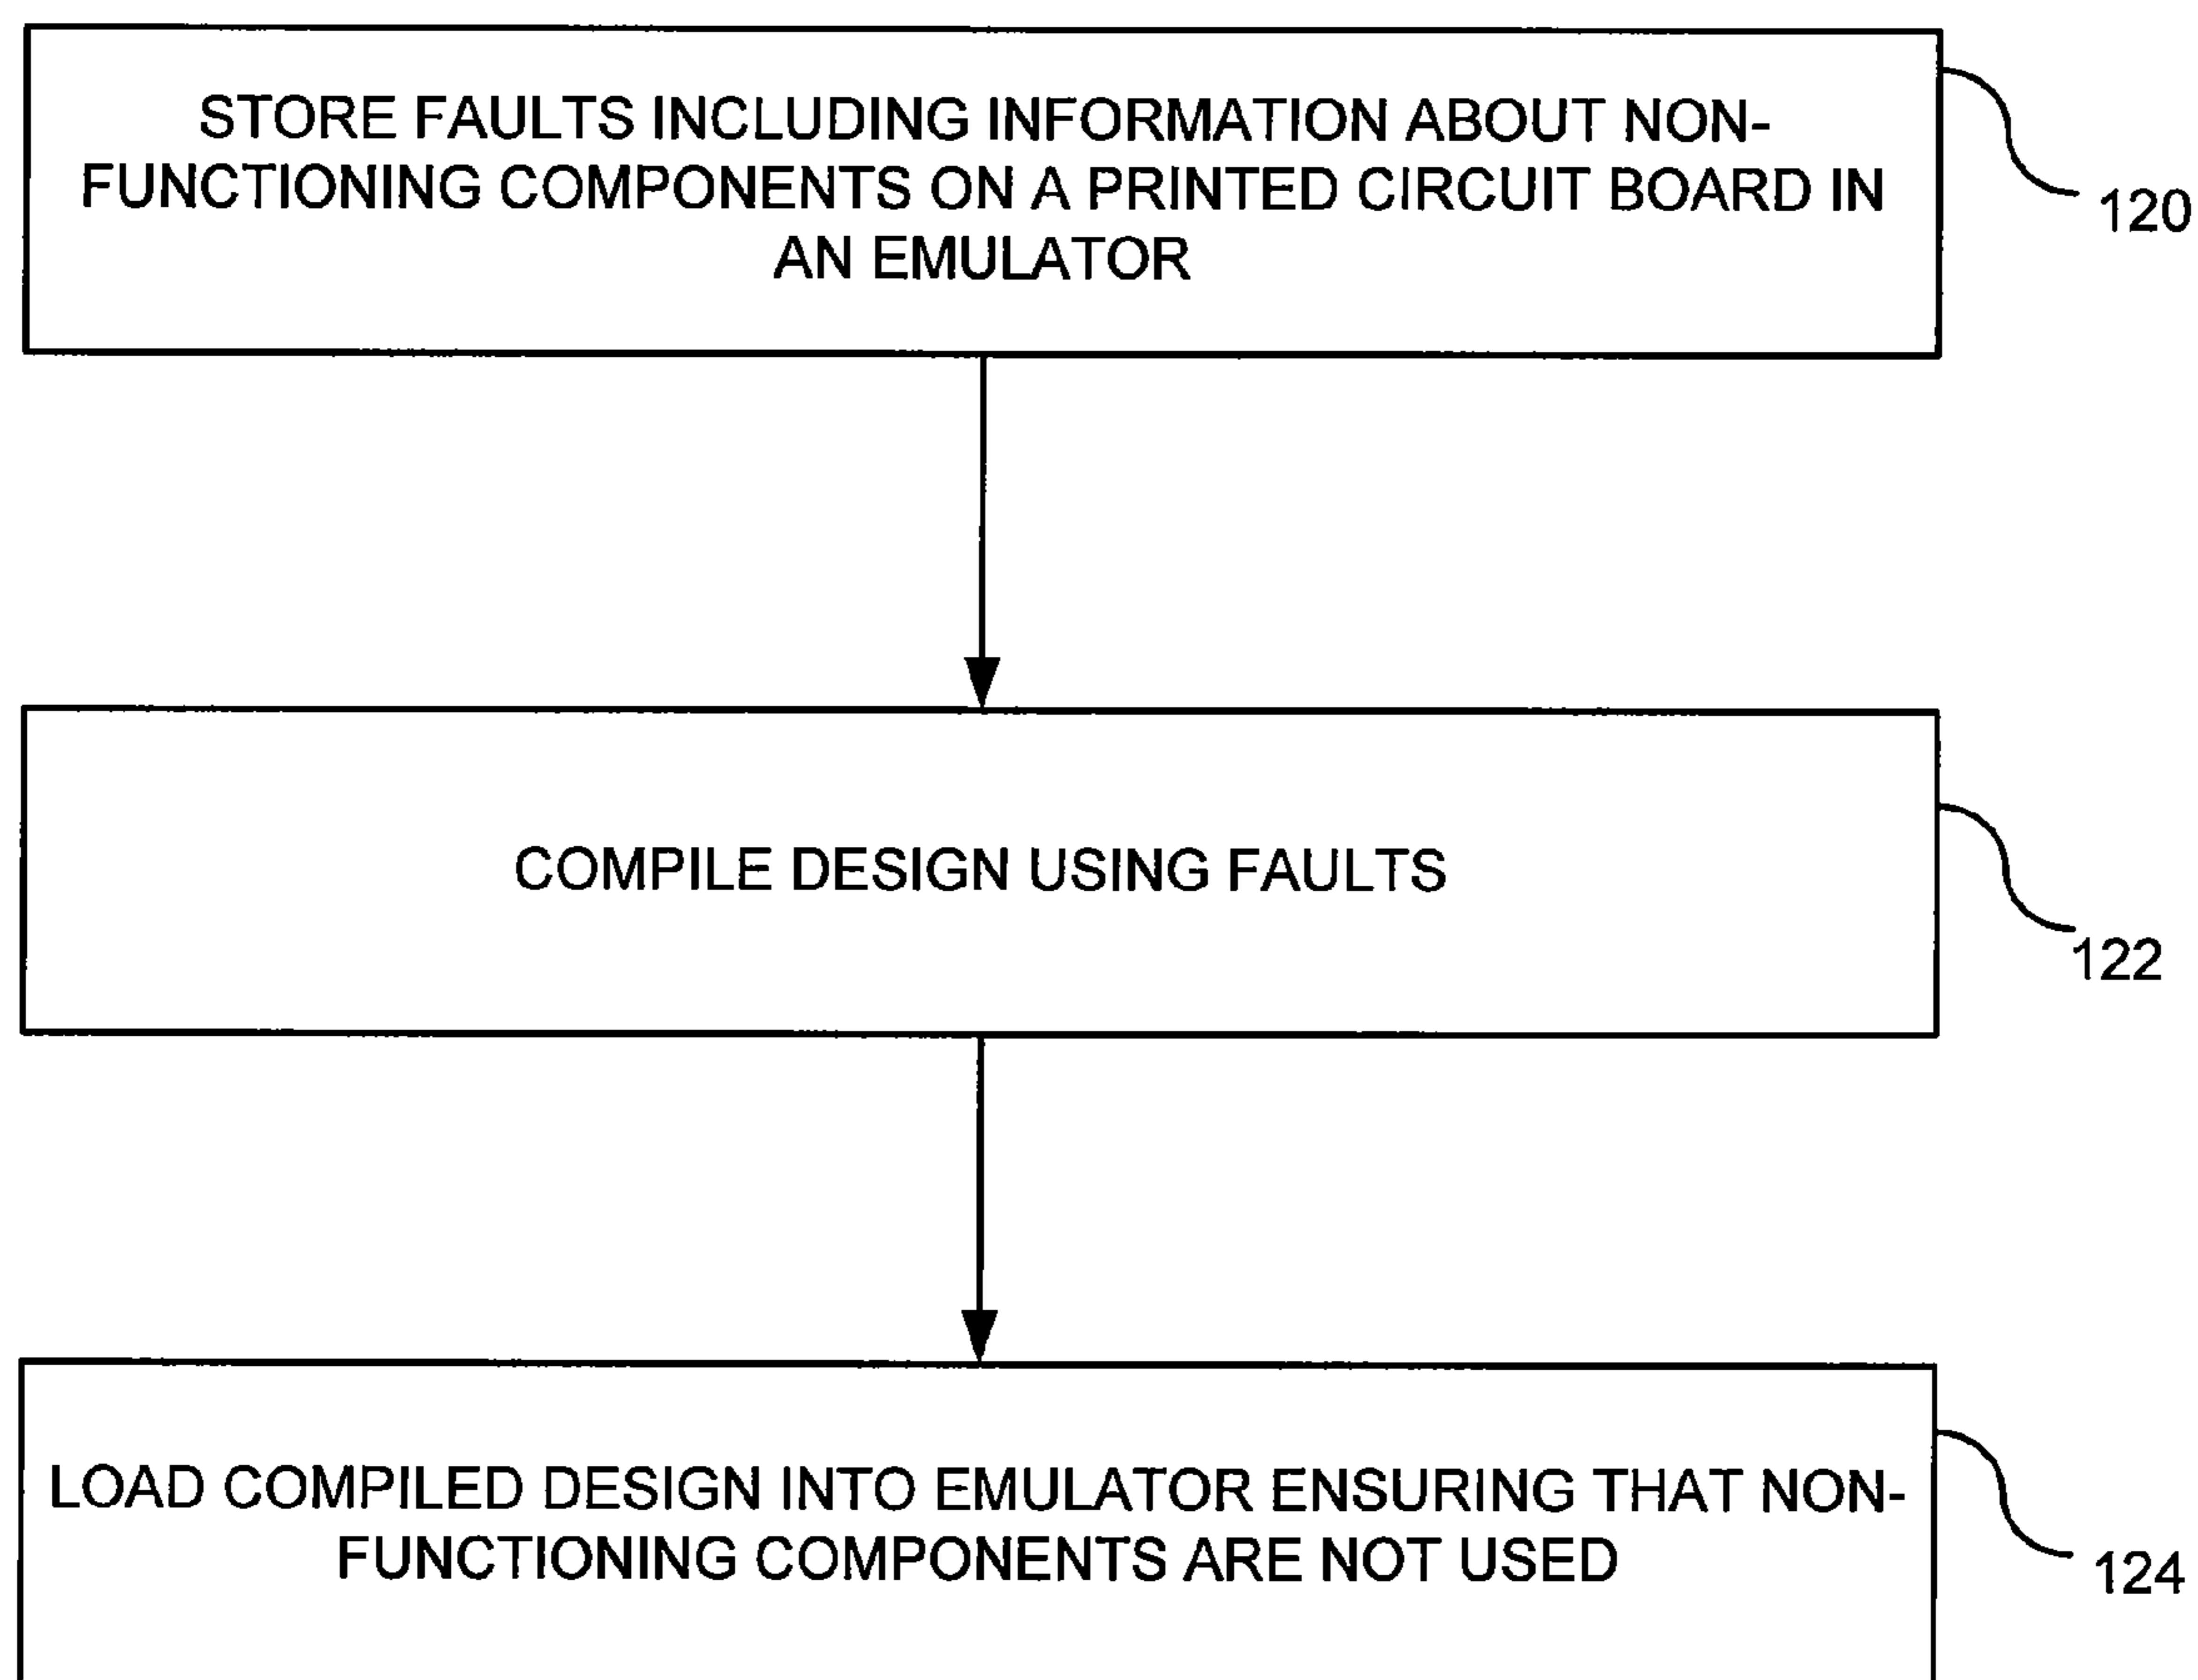 STORE FAULTS INCLUDING INFORMATION ABOUT NON-
FUNCTIONING COMPONENTS ON A PRINTED CIRCUIT BOARD IN
AN EMULATOR
120
COMPILE DESIGN USING FAULTS
122
LOAD COMPILED DESIGN INTO EMULATOR ENSURING THAT NON-
FUNCTIONING COMPONENTS ARE NOT USED
124